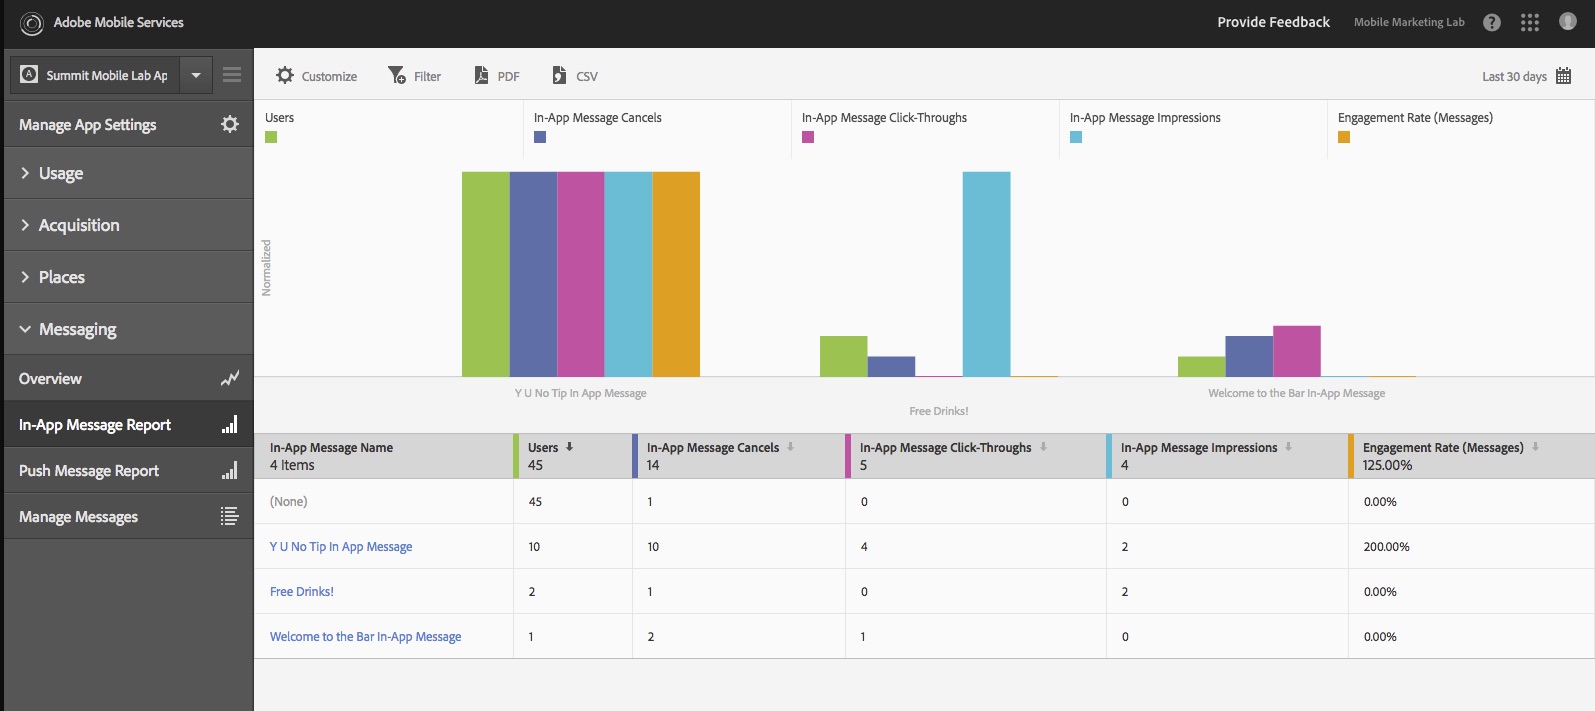 Adobe Mobile Services
Provide Feedback
Mobile Marketing Lab
?
A
Summit Mobile Lab Ap
Customize
Filter
PDF
CSV
Last 30 days
Manage App Settings
Usage
Acquisition
Places
Messaging
Overview
In-App Message Report
Push Message Report
Manage Messages
Users
In-App Message Cancels
In-App Message Click-Throughs
In-App Message Impressions
Engagement Rate (Messages)
Normalized
Y U No Tip In App Message
Free Drinks!
Welcome to the Bar In-App Message
In-App Message Name Users In-App Message Cancels In-App Message Click-Throughs In-App Message Impressions Engagement Rate (Messages)
4 Items 45 14 5 4 125.00%
(None) 45 1 0 0 0.00%
Y U No Tip In App Message 10 10 4 2 200.00%
Free Drinks! 2 1 0 2 0.00%
Welcome to the Bar In-App Message 1 2 1 0 0.00%